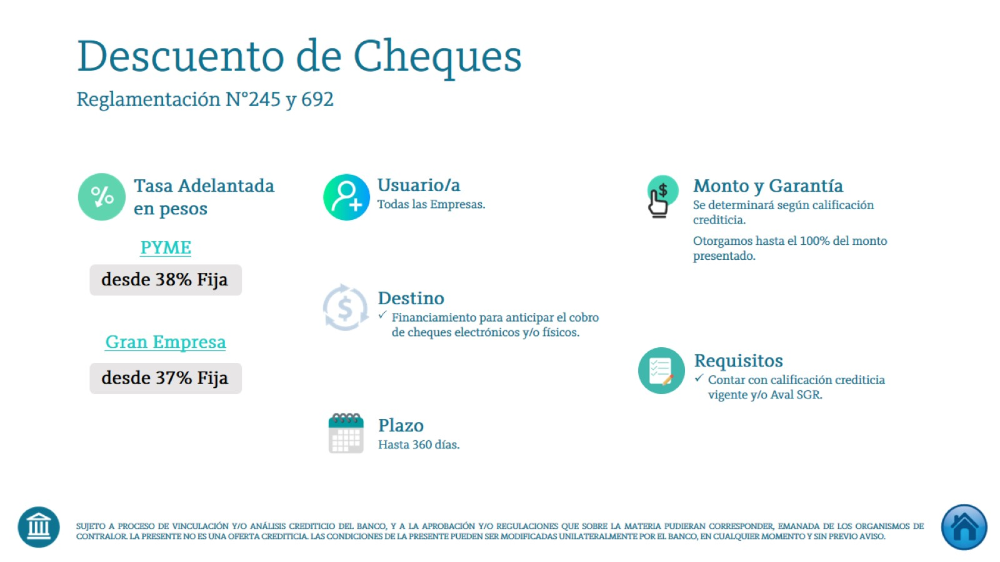 Descuento de Cheques
Reglamentación N°245 y 692
Tasa Adelantada
en pesos
PYME
desde 38% Fija
Gran Empresa
desde 37% Fija
Usuario/a
Todas las Empresas.
Destino
✓ Financiamiento para anticipar el cobro
de cheques electrónicos y/o físicos.
Plazo
Hasta 360 días.
Monto y Garantía
Se determinará según calificación
crediticia.
Otorgamos hasta el 100% del monto
presentado.
Requisitos
✓ Contar con calificación crediticia
vigente y/o Aval SGR.
SUJETO A PROCESO DE VINCULACIÓN Y/O ANÁLISIS CREDITICIO DEL BANCO, Y A LA APROBACIÓN Y/O REGULACIONES QUE SOBRE LA MATERIA PUDIERAN CORRESPONDER, EMANADA DE LOS ORGANISMOS DE
CONTRALOR. LA PRESENTE NO ES UNA OFERTA CREDITICIA. LAS CONDICIONES DE LA PRESENTE PUEDEN SER MODIFICADAS UNILATERALMENTE POR EL BANCO, EN CUALQUIER MOMENTO Y SIN PREVIO AVISO.